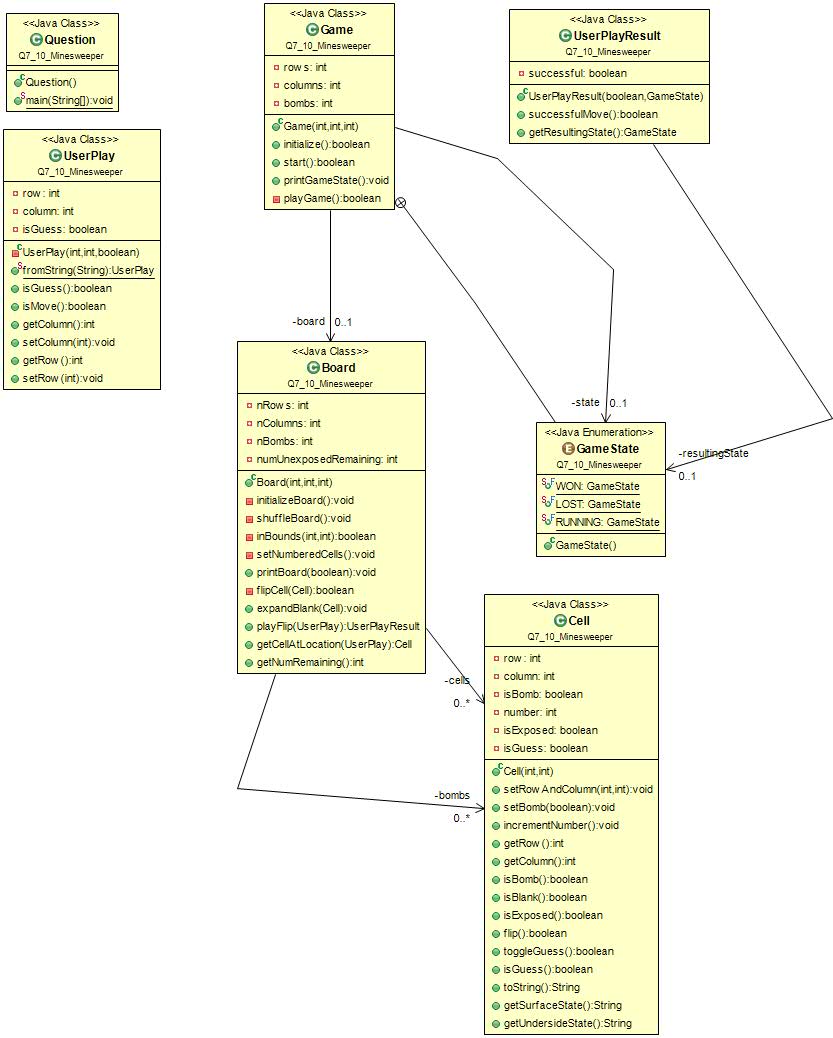 <<Java Class>>
Question
Q7_10_Minesweeper
Question()
main(String[]):void
<<Java Class>>
UserPlay
Q7_10_Minesweeper
row: int
column: int
isGuess: boolean
UserPlay(int,int,boolean)
fromString(String):UserPlay
isGuess():boolean
isMove():boolean
getColumn():int
setColumn(int):void
getRow():int
setRow(int):void
<<Java Class>>
Game
Q7_10_Minesweeper
rows: int
columns: int
bombs: int
Game(int,int,int)
initialize():boolean
start():boolean
printGameState():void
playGame():boolean
<<Java Class>>
UserPlayResult
Q7_10_Minesweeper
successful: boolean
UserPlayResult(boolean,GameState)
successfulMove():boolean
getResultingState():GameState
-board 0..1
<<Java Class>>
Board
Q7_10_Minesweeper
nRows: int
nColumns: int
nBombs: int
numUnexposedRemaining: int
Board(int,int,int)
initializeBoard():void
shuffleBoard():void
inBounds(int,int):boolean
setNumberedCells():void
printBoard(boolean):void
flipCell(Cell):boolean
expandBlank(Cell):void
playFlip(UserPlay):UserPlayResult
getCellAtLocation(UserPlay):Cell
getNumRemaining():int
-state 0..1
<<Java Enumeration>>
GameState
Q7_10_Minesweeper
WON: GameState
LOST: GameState
RUNNING: GameState
GameState()
-resultingState
0..1
-cells
0..*
-bombs
0..*
<<Java Class>>
Cell
Q7_10_Minesweeper
row: int
column: int
isBomb: boolean
number: int
isExposed: boolean
isGuess: boolean
Cell(int,int)
setRowAndColumn(int,int):void
setBomb(boolean):void
incrementNumber():void
getRow():int
getColumn():int
isBomb():boolean
isBlank():boolean
isExposed():boolean
flip():boolean
toggleGuess():boolean
isGuess():boolean
toString():String
getSurfaceState():String
getUndersideState():String